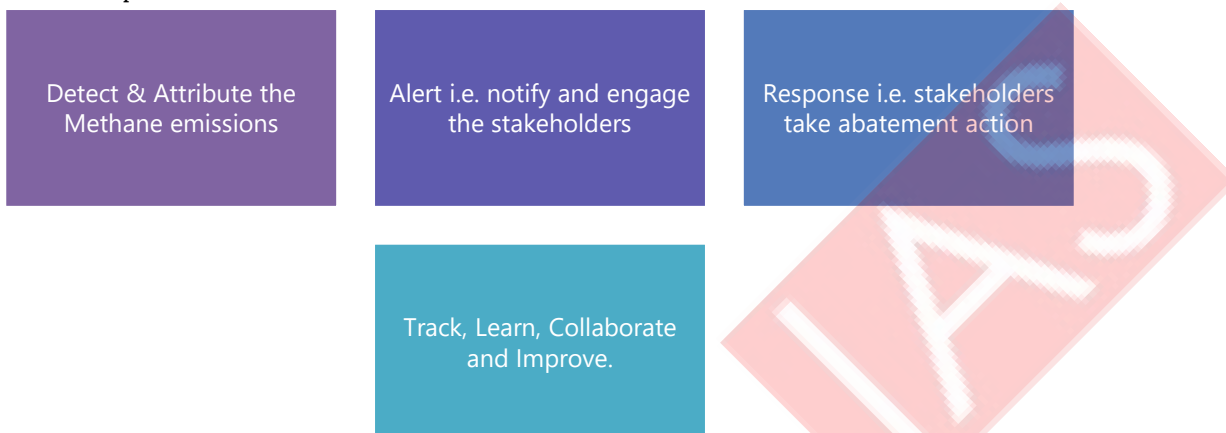 Detect & Attribute the
Methane emissions
Alert i.e. notify and engage
the stakeholders
Response i.e. stakeholders
take abatement action
Track, Learn, Collaborate
and Improve.
IAS